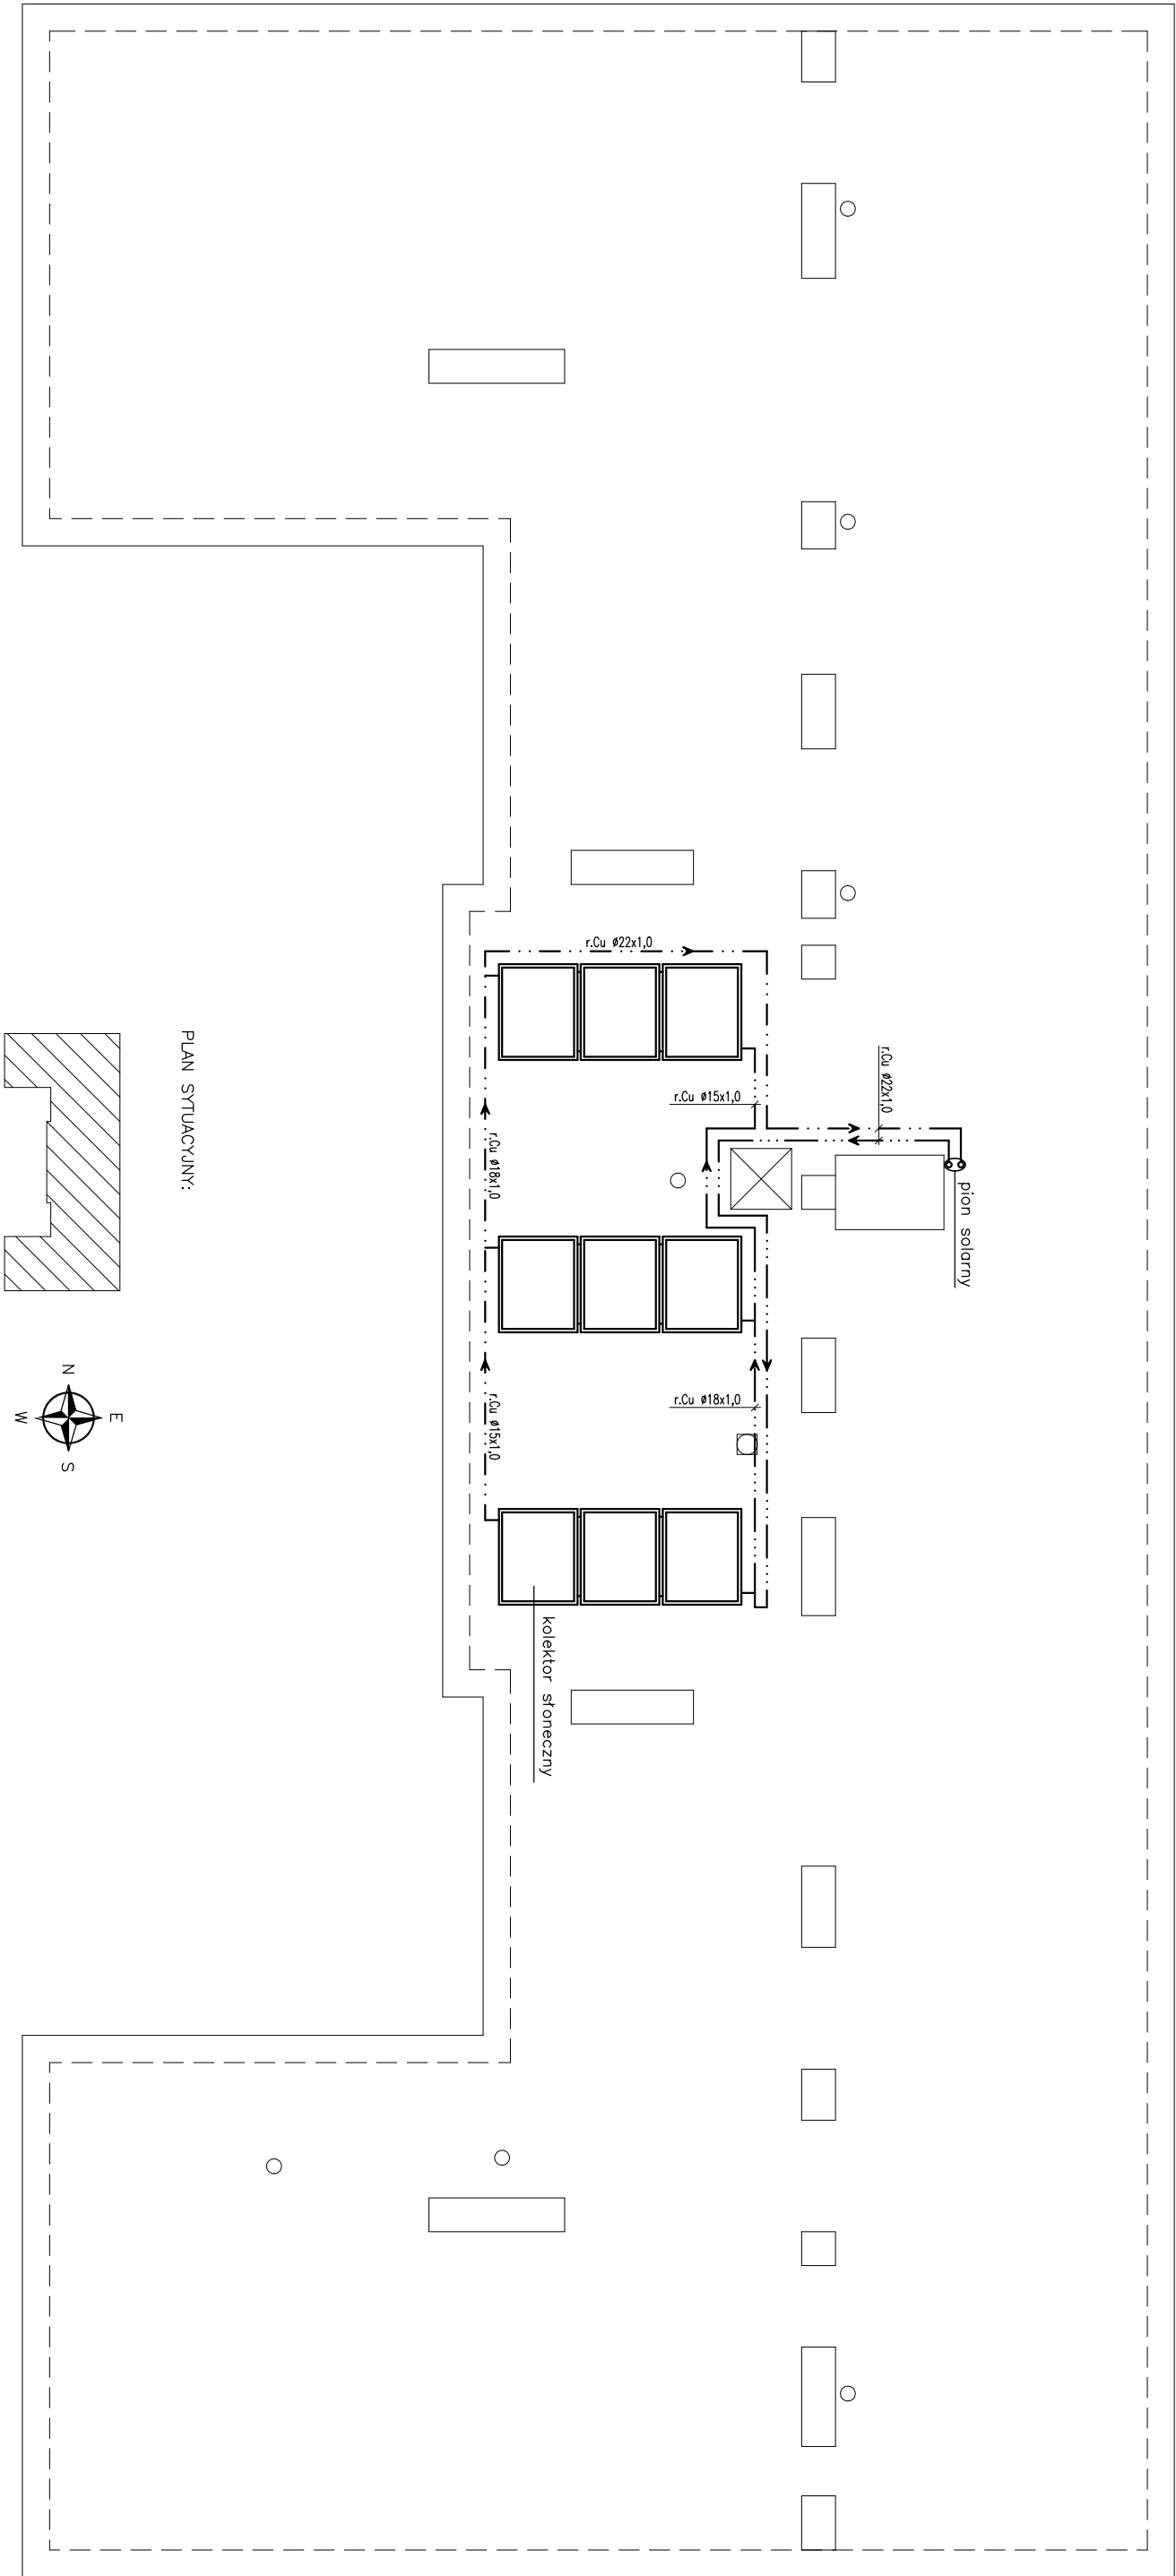 r.Cu ø22x1,0
r.Cu ø22x1,0
r.Cu ø15x1,0
r.Cu ø18x1,0
pion solarny
r.Cu ø18x1,0
r.Cu ø15x1,0
kolektor słoneczny
PLAN SYTUACYJNY:
N
E
W
S